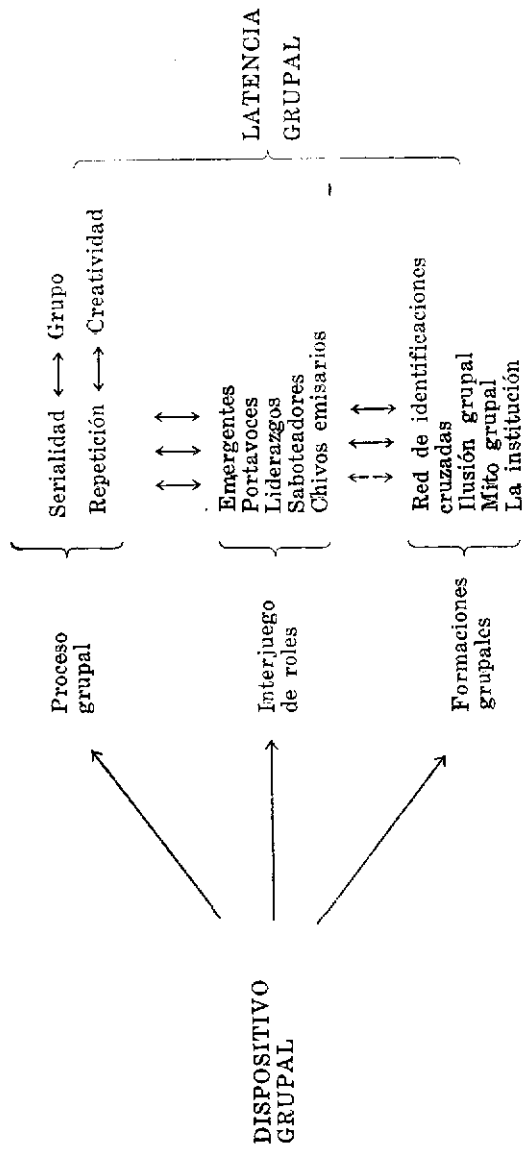 DISPOSITIVO
GRUPAL
Proceso
grupal
Serialidad ⟷ Grupo
Repetición ⟷ Creatividad
Interjuego
de roles
Emergentes
Portavoces
Liderazgos
Saboteadores
Chivos emisarios
Formaciones
grupales
Red de identificaciones
cruzadas
Ilusión grupal
Mito grupal
La institución
LATENCIA
GRUPAL